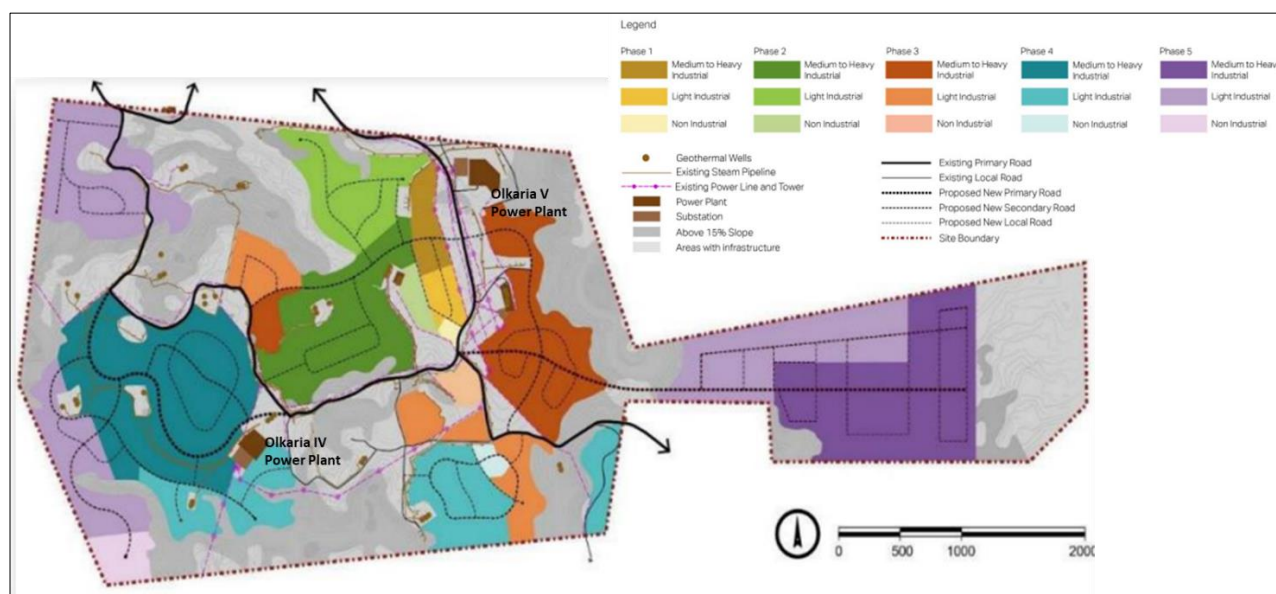 Legend
Phase 1
Phase 2
Phase 3
Phase 4
Phase 5
Medium to Heavy
Industrial
Medium to Heavy
Industrial
Medium to Heavy
Industrial
Medium to Heavy
Industrial
Medium to Heav
Industrial
Light Industrial
Light Industrial
Light Industrial
Light Industrial
Light Industrial
Non Industrial
Non Industrial
Non Industrial
Non Industrial
Non Industrial
Geothermal Wells
Existing Steam Pipeline
Existing Power Line and Tower
Power Plant
Substation
Above 15% Slope
Areas with infrastructure
Existing Primary Road
Existing Local Road
Proposed New Primary Road
Proposed New Secondary Road
Proposed New Local Road
Site Boundary
Olkaria V
Power Plant
Olkaria IV
Power Plant
0 500 1000 2000